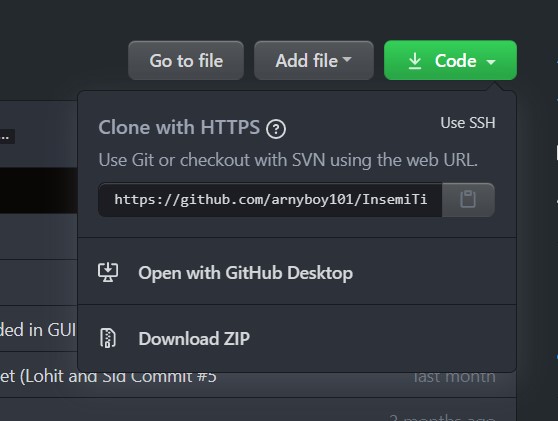 Go to file Add file Code
...
Clone with HTTPS Use SSH
Use Git or checkout with SVN using the web URL.
https://github.com/arnyboy101/InsemiTi
Open with GitHub Desktop
ded in GUI
Download ZIP
et (Lohit and Sid Commit #5 last month
3 months ago